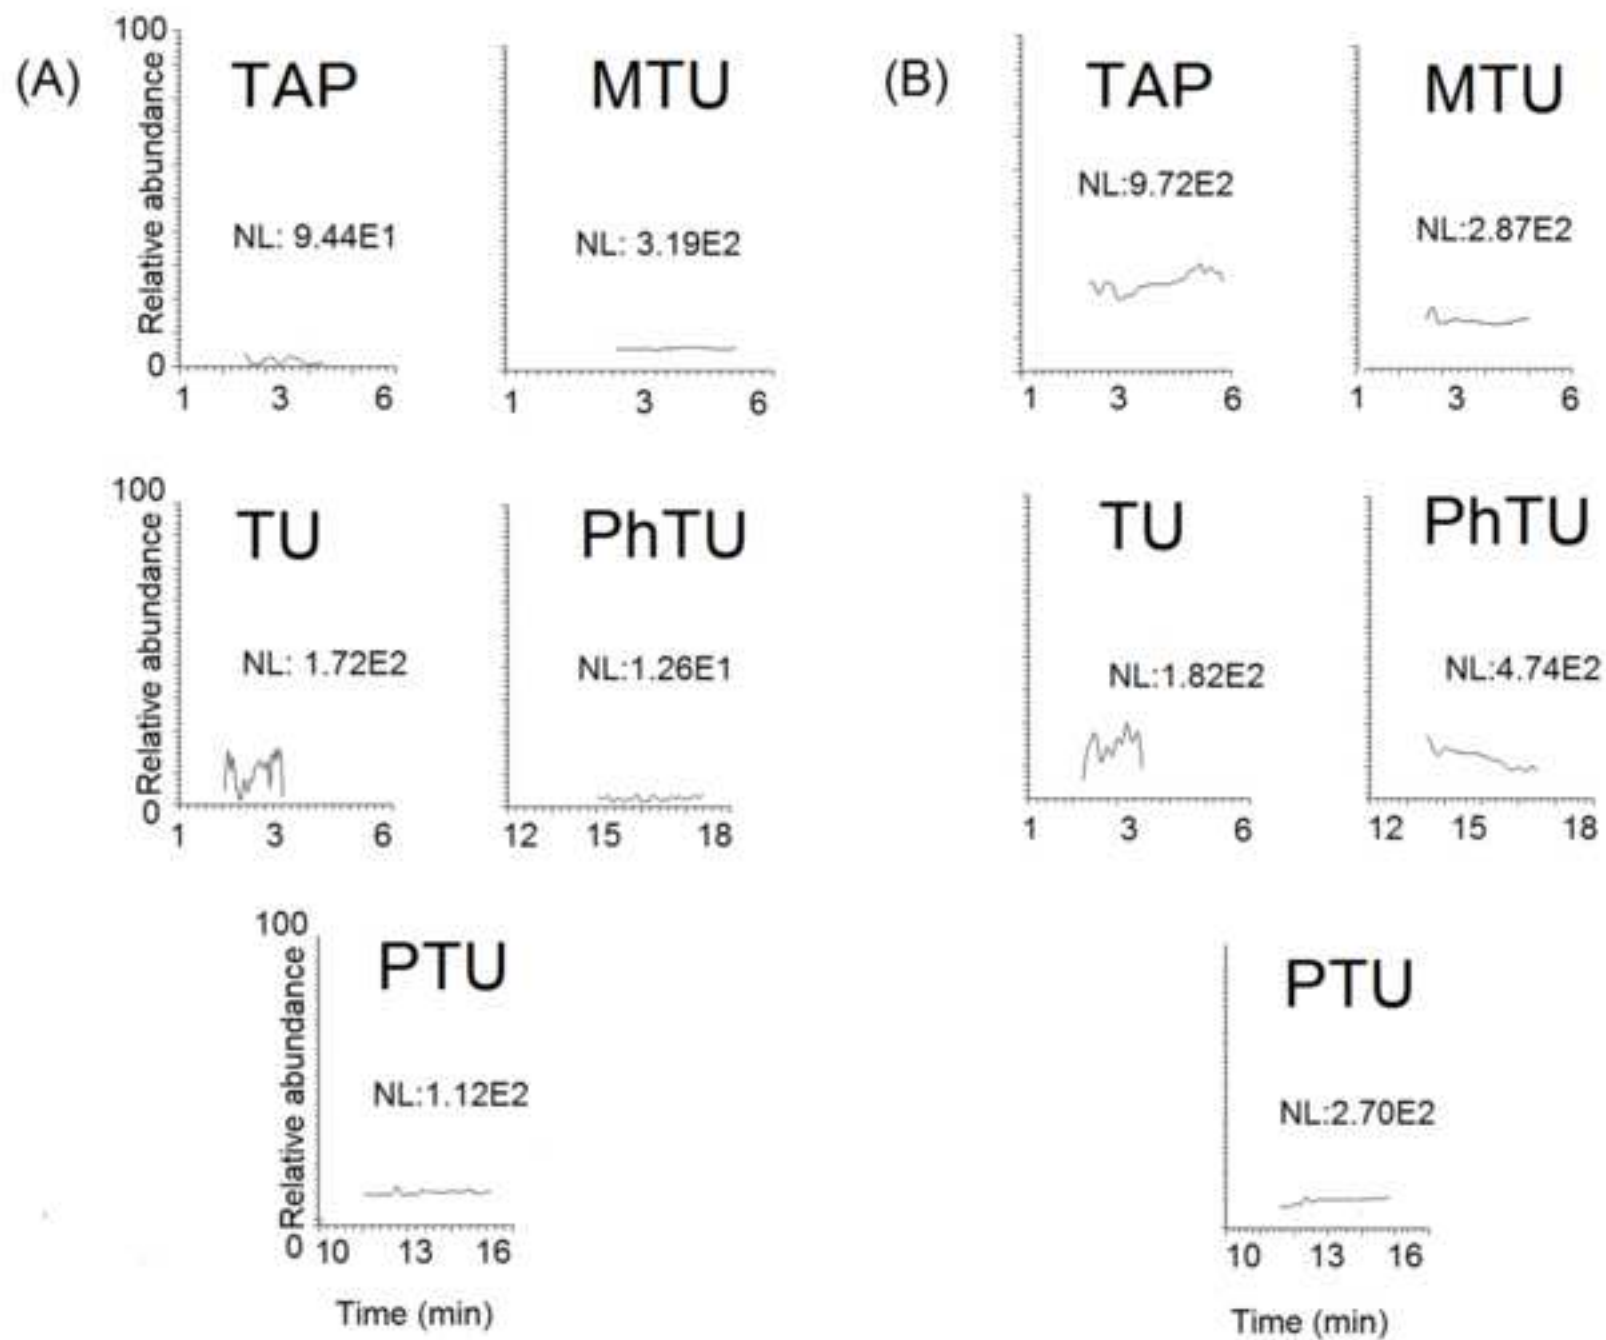 (A)
100
Relative abundance
0
TAP
NL: 9.44E1
1 3 6
MTU
NL: 3.19E2
1 3 6
100
Relative abundance
0
TU
NL: 1.72E2
1 3 6
PhTU
NL:1.26E1
12 15 18
100
Relative abundance
0
PTU
NL:1.12E2
10 13 16
Time (min)
(B)
TAP
NL:9.72E2
1 3 6
MTU
NL:2.87E2
1 3 6
TU
NL:1.82E2
1 3 6
PhTU
NL:4.74E2
12 15 18
PTU
NL:2.70E2
10 13 16
Time (min)